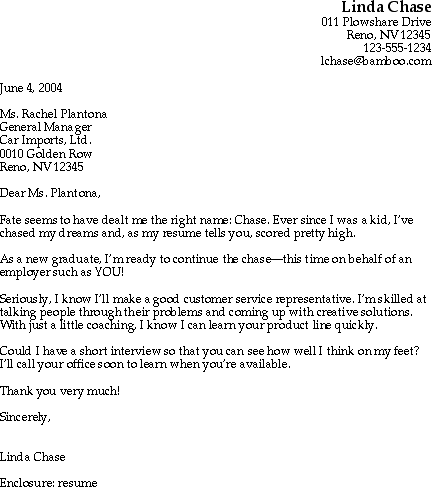 Linda Chase
011 Plowshare Drive
Reno, NV 12345
123-555-1234
lchase@bamboo.com
June 4, 2004
Ms. Rachel Plantona
General Manager
Car Imports, Ltd.
0010 Golden Row
Reno, NV 12345
Dear Ms. Plantona,
Fate seems to have dealt me the right name: Chase. Ever since I was a kid, I've
chased my dreams and, as my resume tells you, scored pretty high.
As a new graduate, I'm ready to continue the chase—this time on behalf of an
employer such as YOU!
Seriously, I know I'll make a good customer service representative. I'm skilled at
talking people through their problems and coming up with creative solutions.
With just a little coaching, I know I can learn your product line quickly.
Could I have a short interview so that you can see how well I think on my feet?
I'll call your office soon to learn when you're available.
Thank you very much!
Sincerely,
Linda Chase
Enclosure: resume